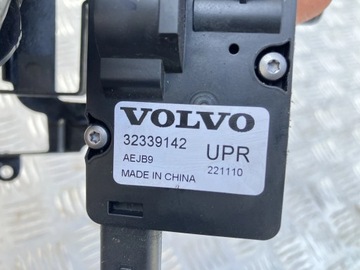 VOLVO
32339142
AEJB9 UPR
MADE IN CHINA 221110